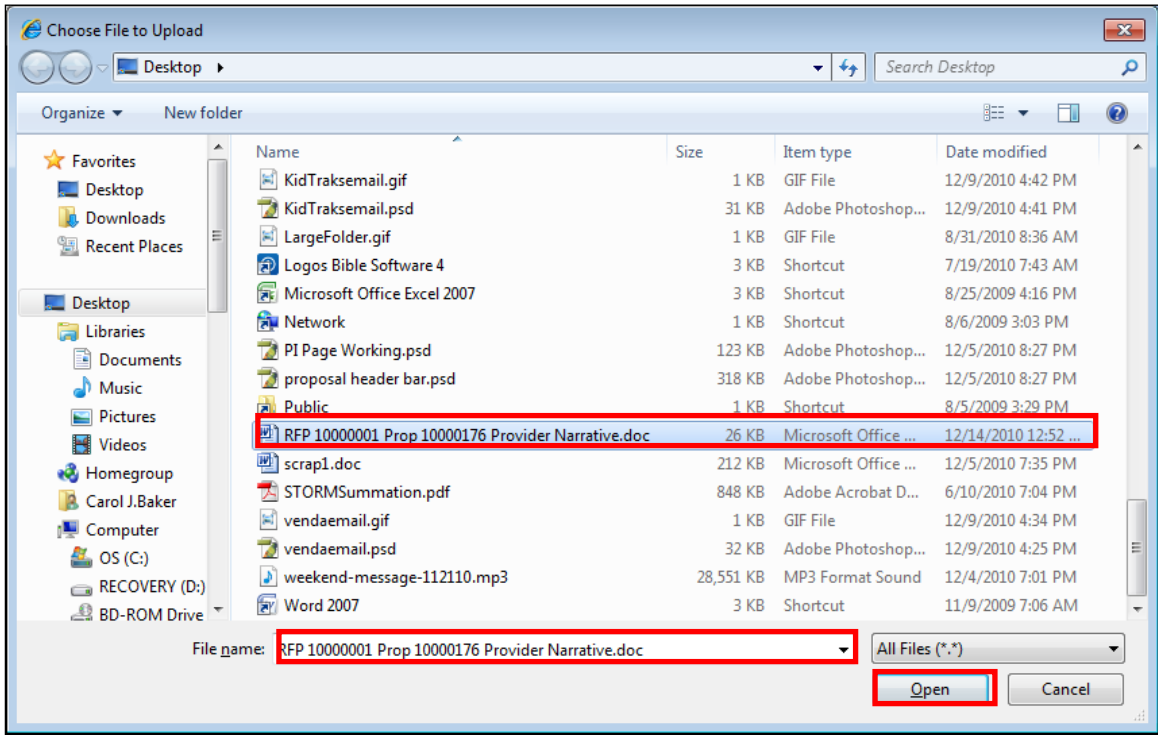 Choose File to Upload
Desktop
Search Desktop
Organize New folder
Favorites
Desktop
Downloads
Recent Places
Desktop
Libraries
Documents
Music
Pictures
Videos
Homegroup
Carol J.Baker
Computer
OS (C:)
RECOVERY (D:)
BD-ROM Drive
Name Size Item type Date modified
KidTraksemail.gif 1 KB GIF File 12/9/2010 4:42 PM
KidTraksemail.psd 31 KB Adobe Photoshop... 12/9/2010 4:41 PM
LargeFolder.gif 1 KB GIF File 8/31/2010 8:36 AM
Logos Bible Software 4 3 KB Shortcut 7/19/2010 7:43 AM
Microsoft Office Excel 2007 3 KB Shortcut 8/25/2009 4:16 PM
Network 1 KB Shortcut 8/6/2009 3:03 PM
PI Page Working.psd 123 KB Adobe Photoshop... 12/5/2010 8:27 PM
proposal header bar.psd 318 KB Adobe Photoshop... 12/5/2010 8:27 PM
Public 1 KB Shortcut 8/5/2009 3:29 PM
RFP 10000001 Prop 10000176 Provider Narrative.doc 26 KB Microsoft Office ... 12/14/2010 12:52 ...
scrap1.doc 212 KB Microsoft Office ... 12/5/2010 7:35 PM
STORMSummation.pdf 848 KB Adobe Acrobat D... 6/10/2010 7:04 PM
vendaemail.gif 1 KB GIF File 12/9/2010 4:34 PM
vendaemail.psd 32 KB Adobe Photoshop... 12/9/2010 4:25 PM
weekend-message-112110.mp3 28,551 KB MP3 Format Sound 12/4/2010 7:01 PM
Word 2007 3 KB Shortcut 11/9/2009 7:06 AM
File name: RFP 10000001 Prop 10000176 Provider Narrative.doc All Files (*.*)
Open Cancel